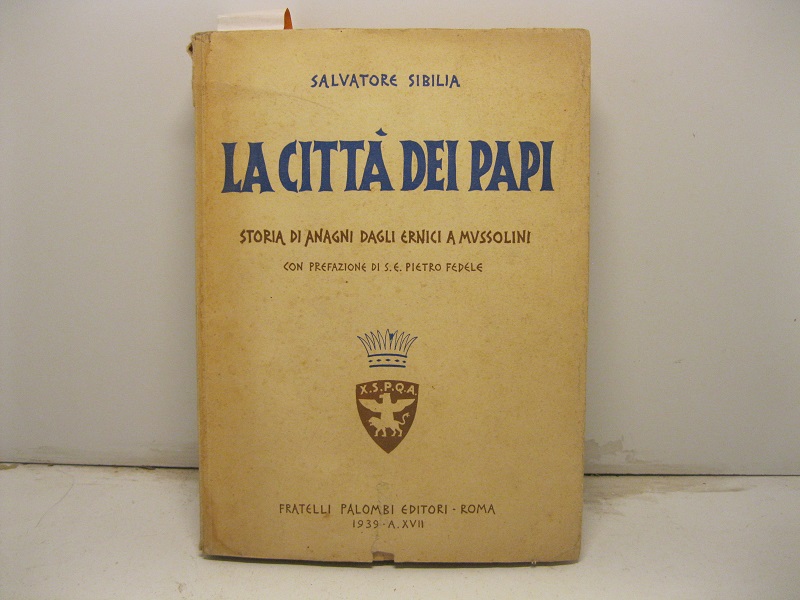 SALVATORE SIBILIA
LA CITTÀ DEI PAPI
STORIA DI ANAGNI DAGLI ERNICI A MVSSOLINI
CON PREFAZIONE DI S.E. PIETRO FEDELE
X.S.P.Q.A.
FRATELLI PALOMBI EDITORI · ROMA
1939 · A. XVII